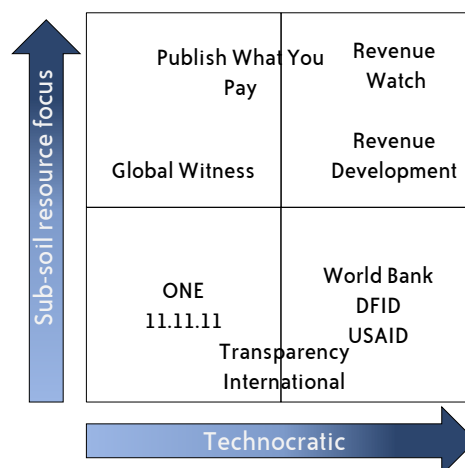 Sub-soil resource focus
Publish What You
Pay
Revenue
Watch
Global Witness
Revenue
Development
ONE
11.11.11
World Bank
DFID
USAID
Transparency
International
Technocratic